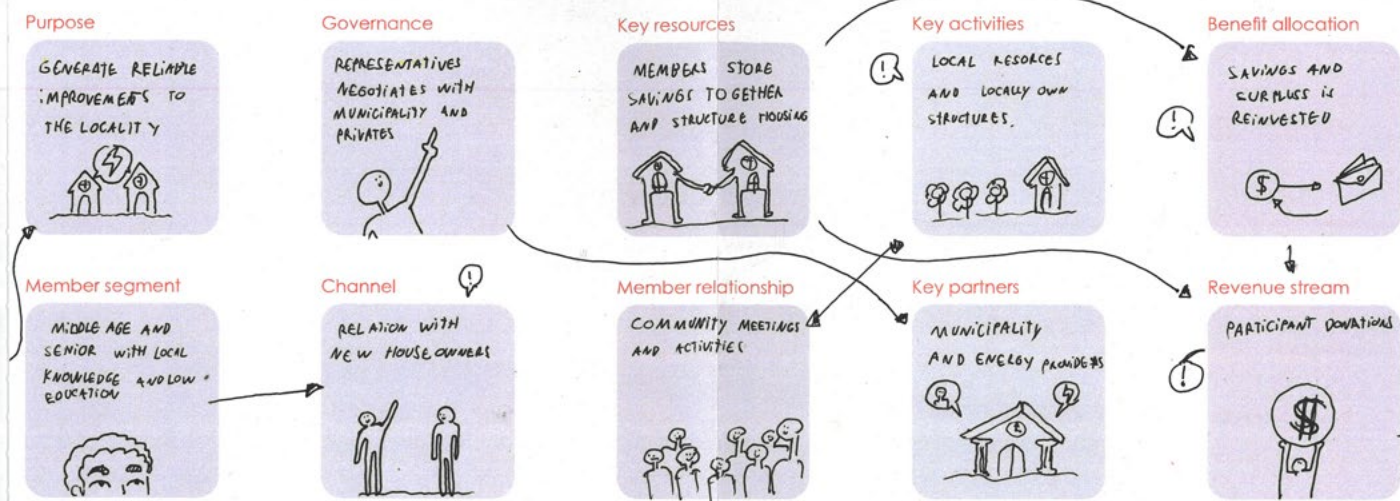 Purpose
GENERATE RELIABLE
IMPROVEMENTS TO
THE LOCALITY
Governance
REPRESENTATIVES
NEGOTIATES WITH
MUNICIPALITY AND
PRIVATES
Key resources
MEMBERS STORE
SAVINGS TOGETHER
AND STRUCTURE HOUSING
Key activities
LOCAL RESORCES
AND LOCALLY OWN
STRUCTURES.
Benefit allocation
SAVINGS AND
SURPLUSS IS
REINVESTED
$
Member segment
MIDDLE AGE AND
SENIOR WITH LOCAL
KNOWLEDGE AND LOW
EDUCATION
Channel
RELATION WITH
NEW HOUSEOWNERS
Member relationship
COMMUNITY MEETINGS
AND ACTIVITIES
Key partners
MUNICIPALITY
AND ENERGY PROVIDERS
Revenue stream
PARTICIPANT DONATIONS
$